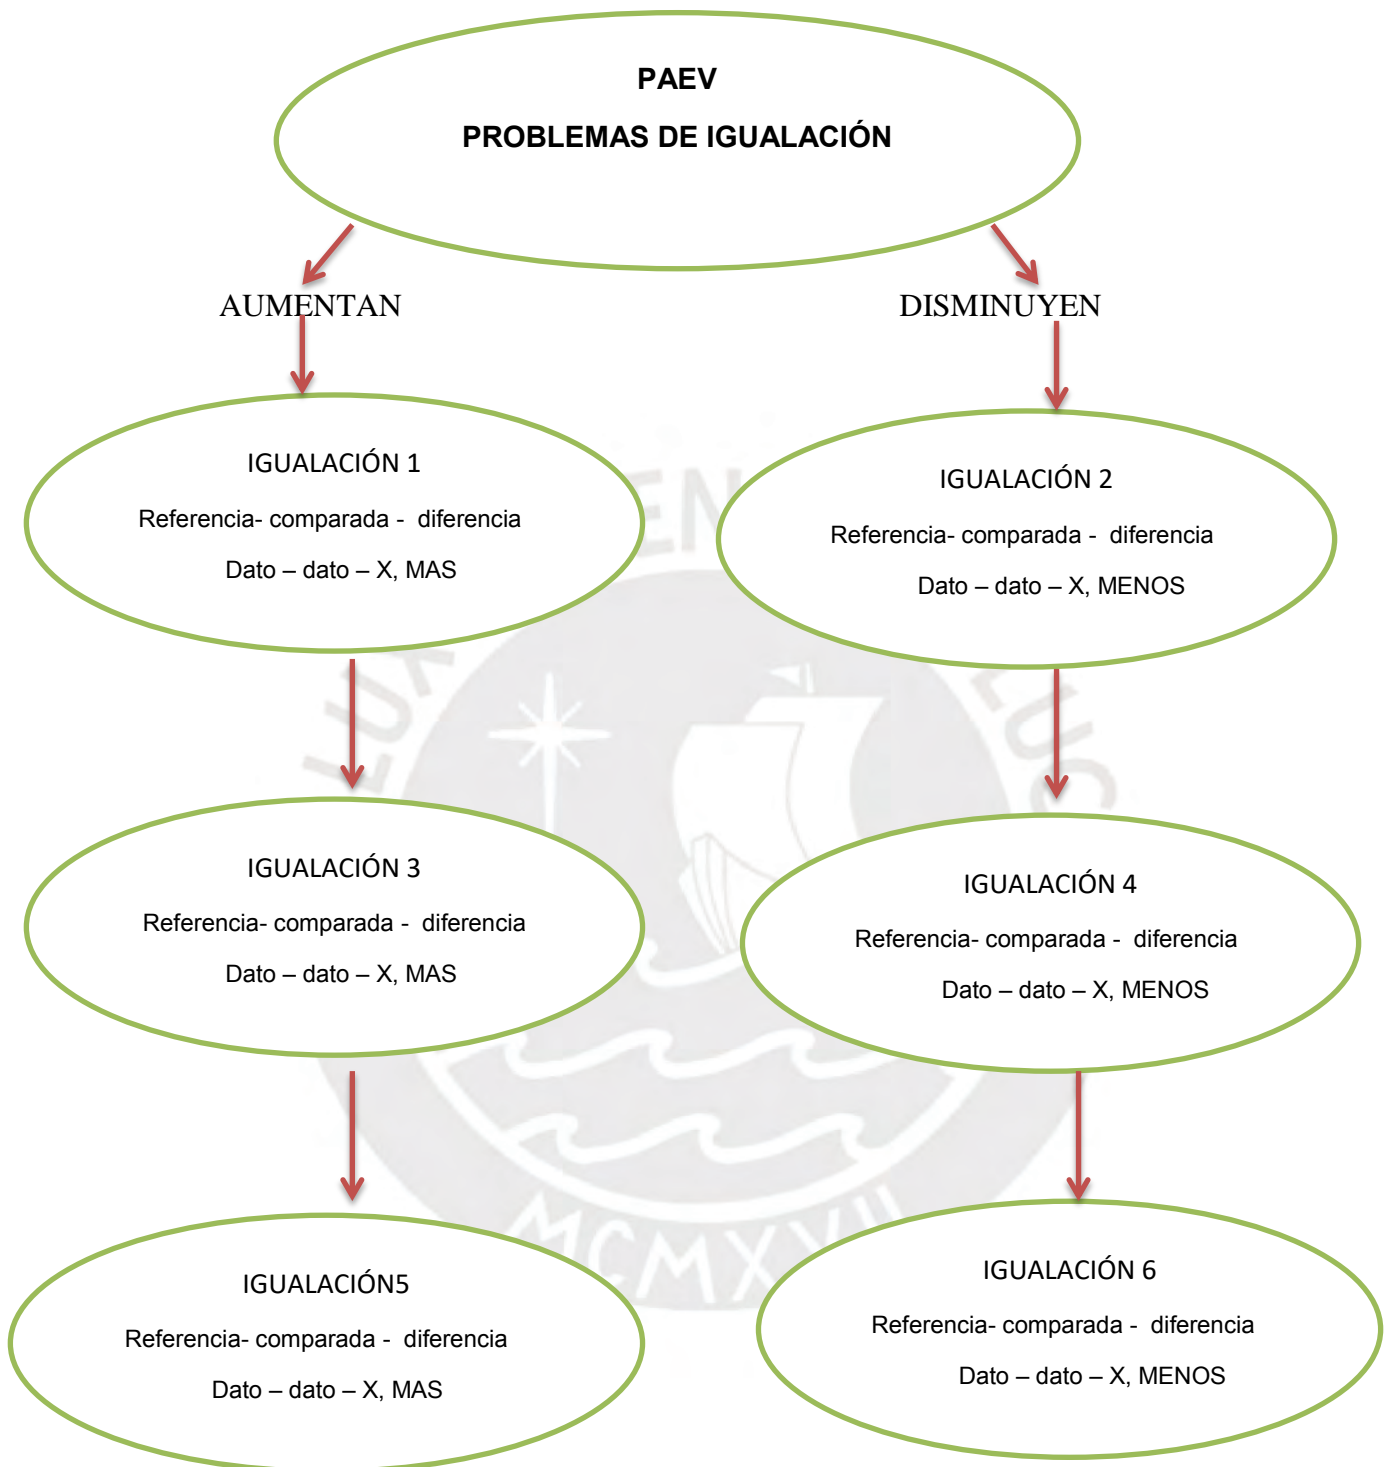 PAEV
PROBLEMAS DE IGUALACIÓN
AUMENTAN
DISMINUYEN
IGUALACIÓN 1
Referencia- comparada - diferencia
Dato – dato – X, MAS
IGUALACIÓN 2
Referencia- comparada - diferencia
Dato – dato – X, MENOS
IGUALACIÓN 3
Referencia- comparada - diferencia
Dato – dato – X, MAS
IGUALACIÓN 4
Referencia- comparada - diferencia
Dato – dato – X, MENOS
IGUALACIÓN5
Referencia- comparada - diferencia
Dato – dato – X, MAS
IGUALACIÓN 6
Referencia- comparada - diferencia
Dato – dato – X, MENOS
MCMXVII